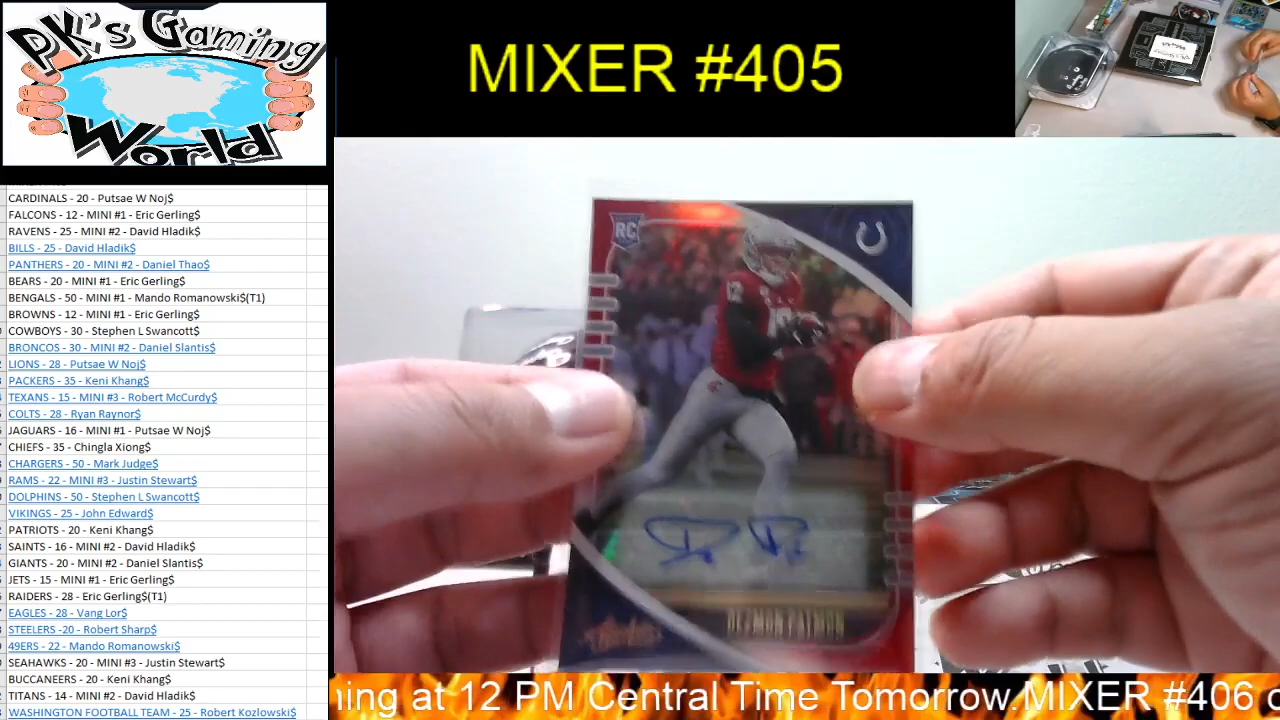 PK's Gaming
World
MIXER #405
CARDINALS - 20 - Putsae W Noj$
FALCONS - 12 - MINI #1 - Eric Gerling$
RAVENS - 25 - MINI #2 - David Hladik$
BILLS - 25 - David Hladik$
PANTHERS - 20 - MINI #2 - Daniel Thao$
BEARS - 20 - MINI #1 - Eric Gerling$
BENGALS - 50 - MINI #1 - Mando Romanowski$(T1)
BROWNS - 12 - MINI #1 - Eric Gerling$
COWBOYS - 30 - Stephen L Swancott$
BRONCOS - 30 - MINI #2 - Daniel Slantis$
LIONS - 28 - Putsae W Noj$
PACKERS - 35 - Keni Khang$
TEXANS - 15 - MINI #3 - Robert McCurdy$
COLTS - 28 - Ryan Raynor$
JAGUARS - 16 - MINI #1 - Putsae W Noj$
CHIEFS - 35 - Chingla Xiong$
CHARGERS - 50 - Mark Judge$
RAMS - 22 - MINI #3 - Justin Stewart$
DOLPHINS - 50 - Stephen L Swancott$
VIKINGS - 25 - John Edward$
PATRIOTS - 20 - Keni Khang$
SAINTS - 16 - MINI #2 - David Hladik$
GIANTS - 20 - MINI #2 - Daniel Slantis$
JETS - 15 - MINI #1 - Eric Gerling$
RAIDERS - 28 - Eric Gerling$(T1)
EAGLES - 28 - Vang Lor$
STEELERS -20 - Robert Sharp$
49ERS - 22 - Mando Romanowski$
SEAHAWKS - 20 - MINI #3 - Justin Stewart$
BUCCANEERS - 20 - Keni Khang$
TITANS - 14 - MINI #2 - David Hladik$
WASHINGTON FOOTBALL TEAM - 25 - Robert Kozlowski$
RC
12
DEZMON PATMON
Absolute
ing at 12 PM Central Time Tomorrow.MIXER #406